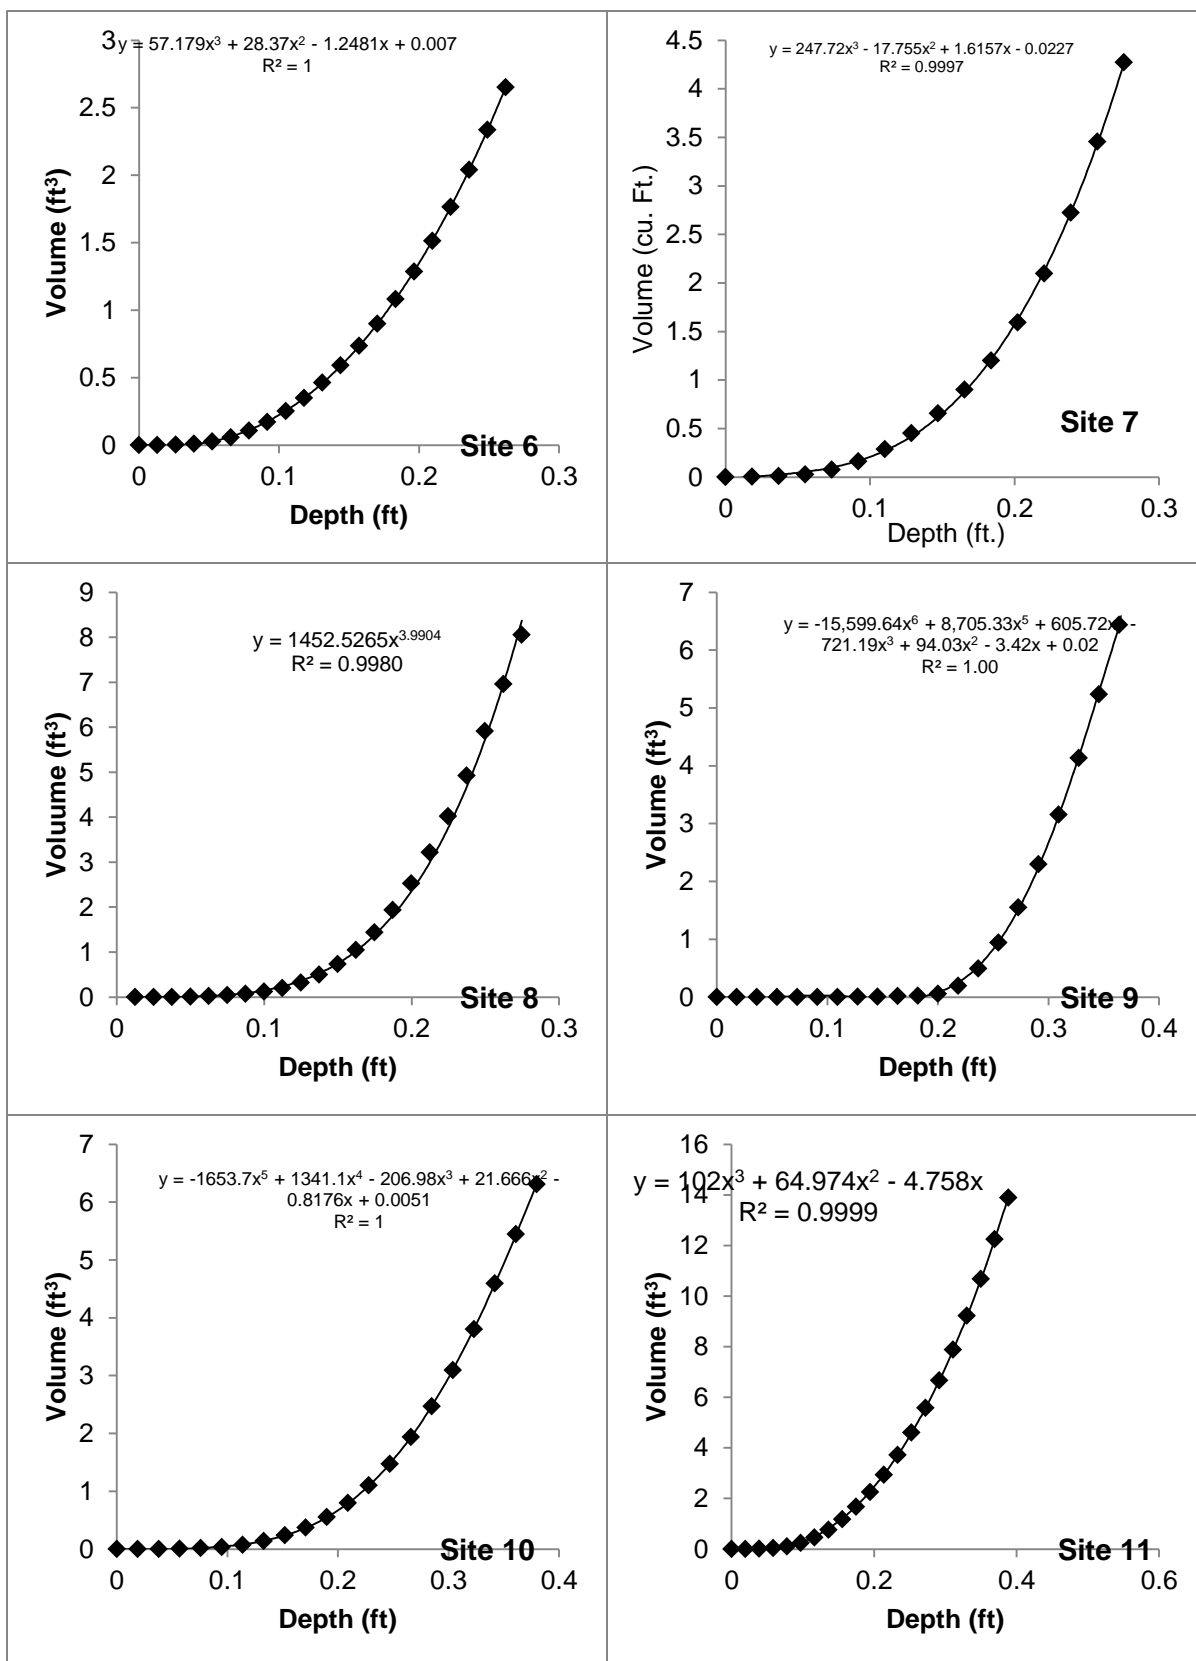 y = 57.179x³ + 28.37x² - 1.2481x + 0.007
R² = 1
3
2.5
2
1.5
1
0.5
0
0
0.1
0.2
0.3
Volume (ft³)
Depth (ft)
Site 6
y = 247.72x³ - 17.755x² + 1.6157x - 0.0227
R² = 0.9997
4.5
4
3.5
3
2.5
2
1.5
1
0.5
0
0
0.1
0.2
0.3
Volume (cu. Ft.)
Depth (ft.)
Site 7
y = 1452.5265x³·⁹⁹⁰⁴
R² = 0.9980
9
8
7
6
5
4
3
2
1
0
0
0.1
0.2
0.3
Voluume (ft³)
Depth (ft)
Site 8
y = -15,599.64x⁶ + 8,705.33x⁵ + 605.72x -
721.19x³ + 94.03x² - 3.42x + 0.02
R² = 1.00
7
6
5
4
3
2
1
0
0
0.1
0.2
0.3
0.4
Volume (ft³)
Depth (ft)
Site 9
y = -1653.7x⁵ + 1341.1x⁴ - 206.98x³ + 21.666x² -
0.8176x + 0.0051
R² = 1
7
6
5
4
3
2
1
0
0
0.1
0.2
0.3
0.4
Volume (ft³)
Depth (ft)
Site 10
y = 102x³ + 64.974x² - 4.758x
R² = 0.9999
16
14
12
10
8
6
4
2
0
0
0.2
0.4
0.6
Volume (ft³)
Depth (ft)
Site 11